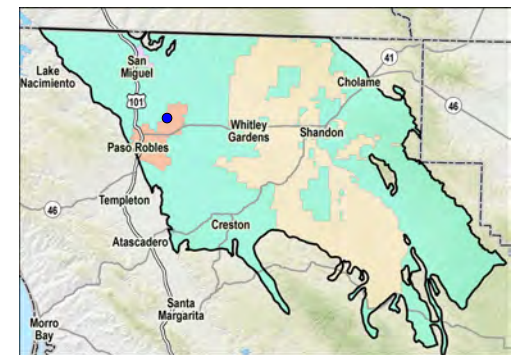 San
Miguel
Lake
Nacimiento
101
41
Cholame
46
Whitley
Gardens
Shandon
Paso Robles
Templeton
46
Creston
Atascadero
Santa
Margarita
Morro
Bay